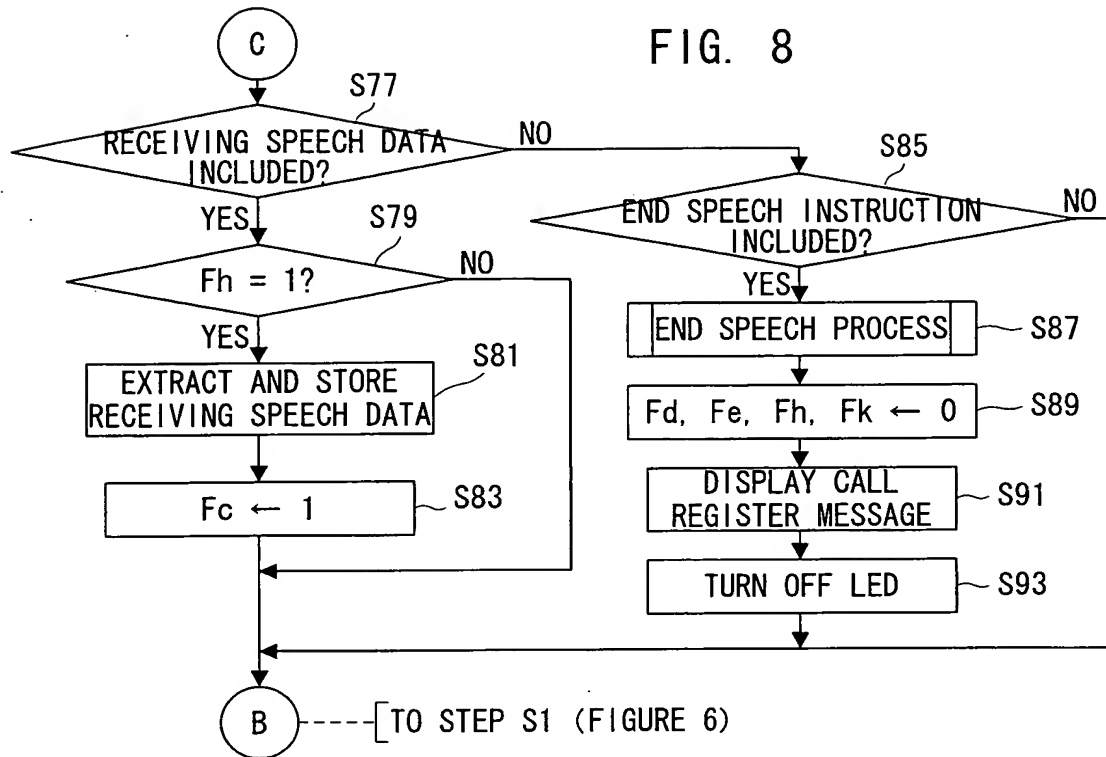 FIG. 8
C
S77
RECEIVING SPEECH DATA
INCLUDED?
NO
YES
S79
Fh = 1?
NO
YES
S81
EXTRACT AND STORE
RECEIVING SPEECH DATA
Fc ← 1
S83
S85
END SPEECH INSTRUCTION
INCLUDED?
NO
YES
END SPEECH PROCESS
S87
Fd, Fe, Fh, Fk ← 0
S89
DISPLAY CALL
REGISTER MESSAGE
S91
TURN OFF LED
S93
B
TO STEP S1 (FIGURE 6)